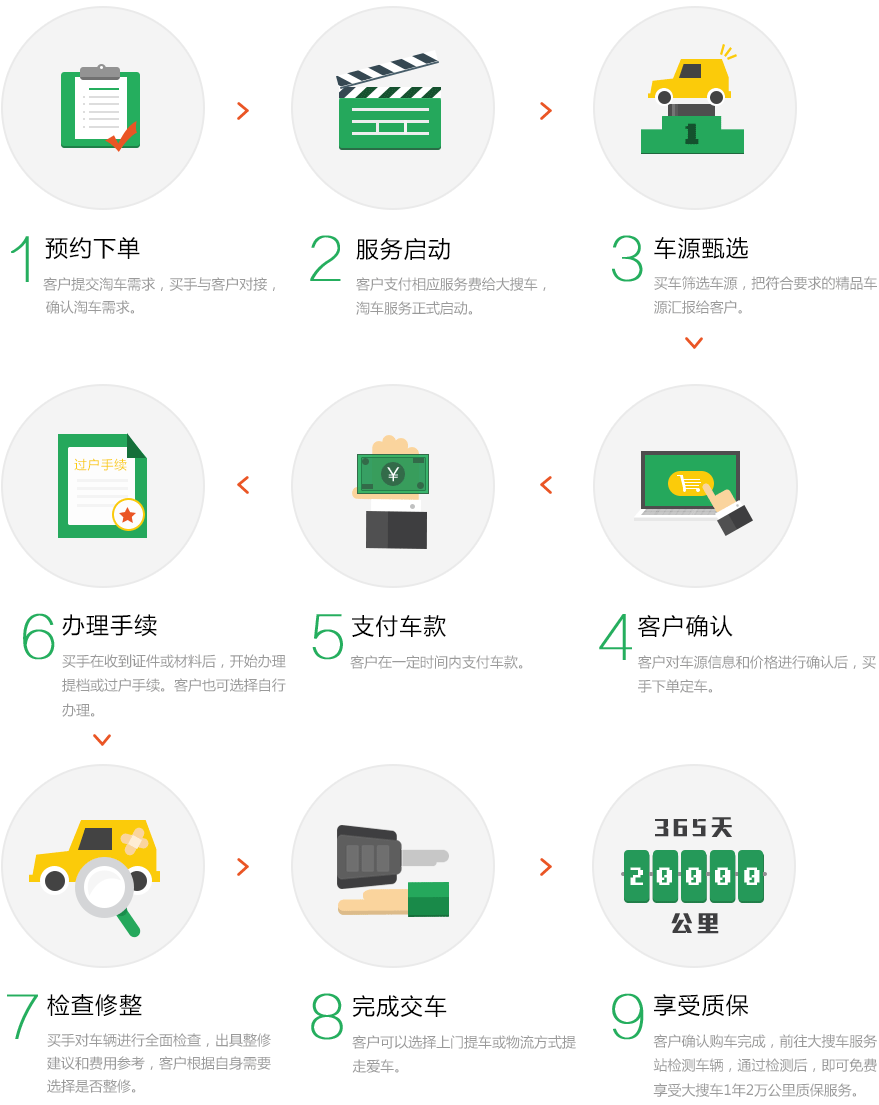 1
预约下单
客户提交淘车需求，买手与客户对接，
确认淘车需求。
2
服务启动
客户支付相应服务费给大搜车，
淘车服务正式启动。
1
3
车源甄选
买车筛选车源，把符合要求的精品车
源汇报给客户。
过户手续
6
办理手续
买手在收到证件或材料后，开始办理
提档或过户手续。客户也可选择自行
办理。
¥
5
支付车款
客户在一定时间内支付车款。
4
客户确认
客户对车源信息和价格进行确认后，买
手下单定车。
7
检查修整
买手对车辆进行全面检查，出具整修
建议和费用参考，客户根据自身需要
选择是否整修。
8
完成交车
客户可以选择上门提车或物流方式提
走爱车。
365天
20000
公里
9
享受质保
客户确认购车完成，前往大搜车服务
站检测车辆，通过检测后，即可免费
享受大搜车1年2万公里质保服务。